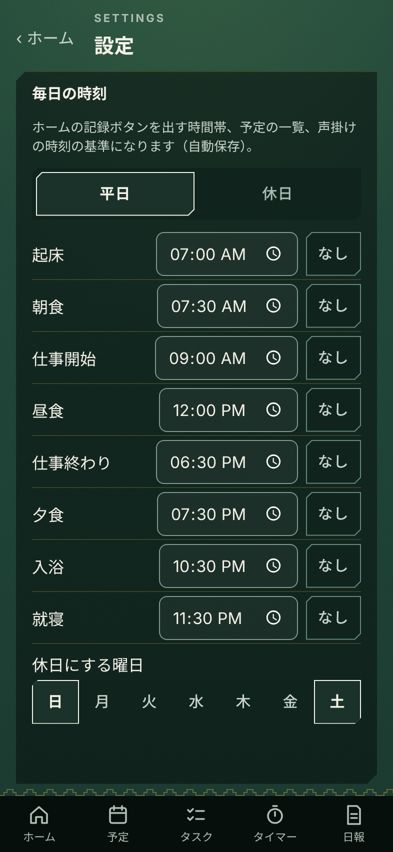 SETTINGS
‹ ホーム
設定
毎日の時刻
ホームの記録ボタンを出す時間帯、予定の一覧、声掛け
の時刻の基準になります（自動保存）。
平日 休日
起床 07:00 AM なし
朝食 07:30 AM なし
仕事開始 09:00 AM なし
昼食 12:00 PM なし
仕事終わり 06:30 PM なし
夕食 07:30 PM なし
入浴 10:30 PM なし
就寝 11:30 PM なし
休日にする曜日
日 月 火 水 木 金 土
ホーム 予定 タスク タイマー 日報